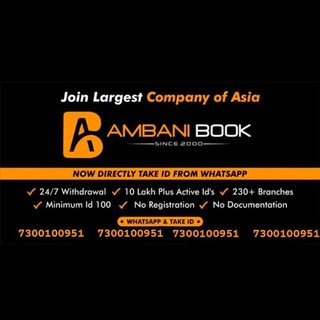 Join Largest Company of Asia
AMBANI BOOK
SINCE 2000
NOW DIRECTLY TAKE ID FROM WHATSAPP
✓ 24/7 Withdrawal ✓ 10 Lakh Plus Active Id's ✓ 230+ Branches
✓ Minimum Id 100 ✓ No Registration ✓ No Documentation
• WHATSAPP & TAKE ID •
7300100951 7300100951 7300100951 7300100951